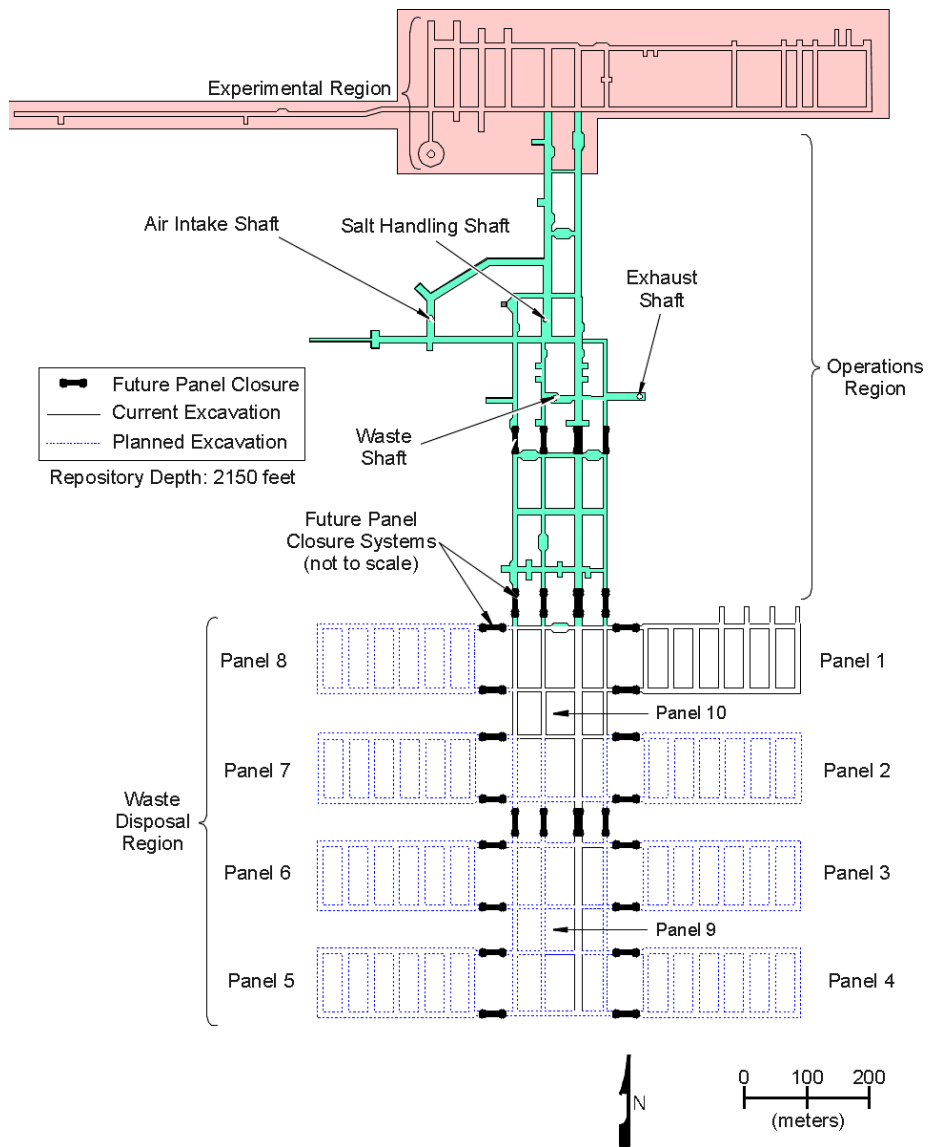 Experimental Region
Air Intake Shaft
Salt Handling Shaft
Exhaust
Shaft
Operations
Region
Future Panel Closure
Current Excavation
Planned Excavation
Repository Depth: 2150 feet
Waste
Shaft
Future Panel
Closure Systems
(not to scale)
Panel 8
Panel 1
Panel 10
Panel 7
Panel 2
Waste
Disposal
Region
Panel 6
Panel 3
Panel 9
Panel 5
Panel 4
N
0 100 200
(meters)